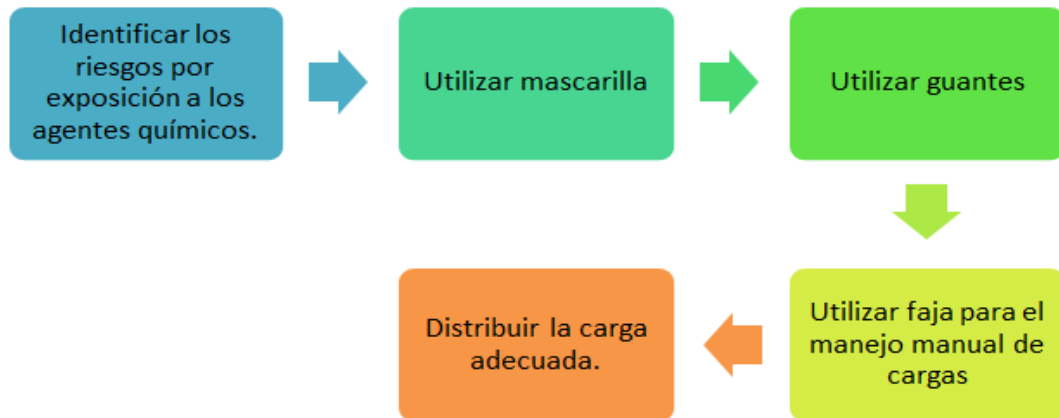 Identificar los
riesgos por
exposición a los
agentes químicos.
Utilizar mascarilla
Utilizar guantes
Utilizar faja para el
manejo manual de
cargas
Distribuir la carga
adecuada.